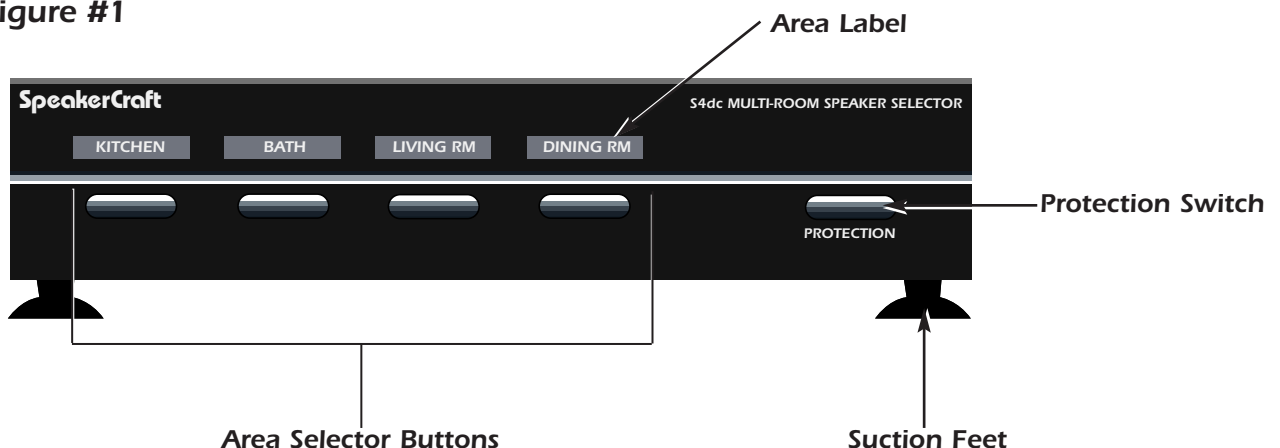 igure #1
Area Label
SpeakerCraft
S4dc MULTI-ROOM SPEAKER SELECTOR
KITCHEN BATH LIVING RM DINING RM
Protection Switch
PROTECTION
Area Selector Buttons
Suction Feet